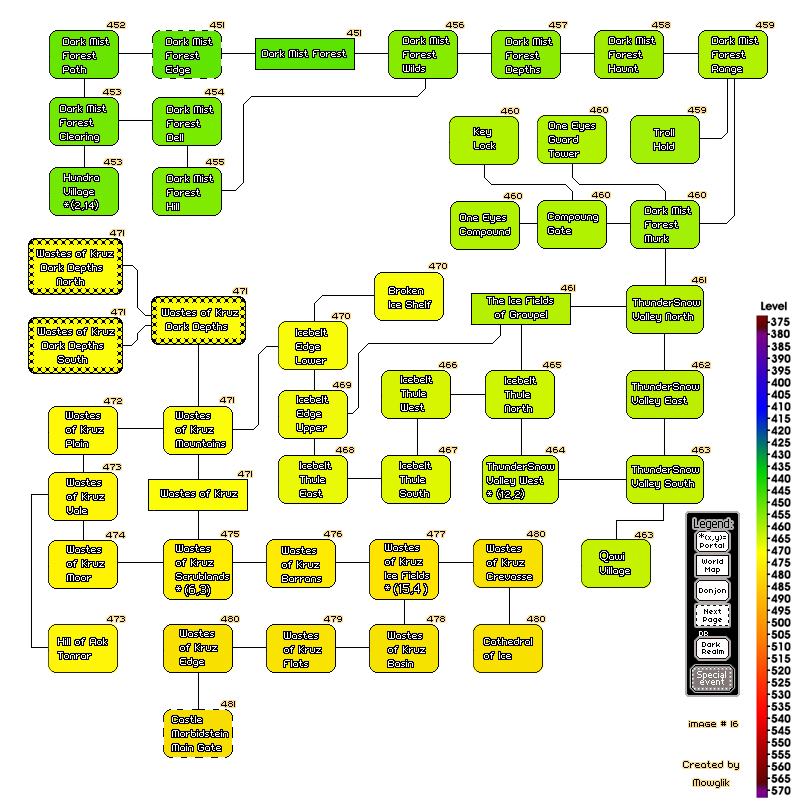 452
Dark Mist
Forest
Path
451
Dark Mist
Forest
Edge
451
Dark Mist Forest
456
Dark Mist
Forest
Wilds
457
Dark Mist
Forest
Depths
458
Dark Mist
Forest
Haunt
459
Dark Mist
Forest
Range
453
Dark Mist
Forest
Clearing
454
Dark Mist
Forest
Dell
460
Key
Lock
460
One Eyes
Guard
Tower
459
Troll
Hold
453
Hundra
Village
*(2,14)
455
Dark Mist
Forest
Hill
460
One Eyes
Compound
460
Compoung
Gate
460
Dark Mist
Forest
Murk
471
Wastes of Kruz
Dark Depths
North
471
Wastes of Kruz
Dark Depths
471
Wastes of Kruz
Dark Depths
South
470
Broken
Ice Shelf
470
Icebelt
Edge
Lower
461
The Ice Fields
of Graupel
461
ThunderSnow
Valley North
472
Wastes
of Kruz
Plain
471
Wastes
of Kruz
Mountains
469
Icebelt
Edge
Upper
466
Icebelt
Thule
West
465
Icebelt
Thule
North
462
ThunderSnow
Valley East
473
Wastes
of Kruz
Vale
471
Wastes of Kruz
468
Icebelt
Thule
East
467
Icebelt
Thule
South
464
ThunderSnow
Valley West
* (12,2)
463
ThunderSnow
Valley South
474
Wastes
of Kruz
Moor
475
Wastes
of Kruz
Scrublands
* (6,3)
476
Wastes
of Kruz
Barrans
477
Wastes
of Kruz
Ice Fields
* (15,4)
480
Wastes
of Kruz
Crevasse
463
Qawi
Village
473
Hill of Aok
Tonror
480
Wastes
of Kruz
Edge
479
Wastes
of Kruz
Flats
478
Wastes
of Kruz
Basin
480
Cathedral
of Ice
481
Castle
Morbidstein
Main Gate
Legend:
*(x,y)=
Portal
World
Map
Donjon
Next
Page
DR
Dark
Realm
Special
event
image # 16
Created by
Mowglik
Level
375
380
385
390
395
400
405
410
415
420
425
430
435
440
445
450
455
460
465
470
475
480
485
490
495
500
505
510
515
520
525
530
535
540
545
550
555
560
565
570